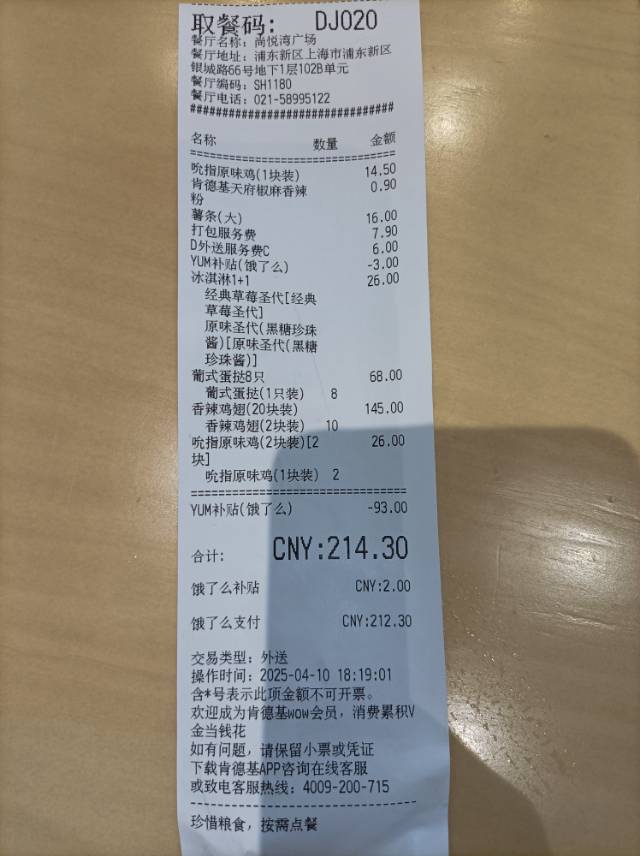 取餐码: DJ020
餐厅名称: 尚悦湾广场
餐厅地址: 浦东新区上海市浦东新区
银城路66号地下1层102B单元
餐厅编码: SH1180
餐厅电话: 021-58995122
################################
名称 数量 金额
================================
吮指原味鸡(1块装) 14.50
肯德基天府椒麻香辣 0.90
粉
薯条(大) 16.00
打包服务费 7.90
D外送服务费C 6.00
YUM补贴(饿了么) -3.00
冰淇淋1+1 26.00
经典草莓圣代[经典
草莓圣代]
原味圣代(黑糖珍珠
酱)[原味圣代(黑糖
珍珠酱)]
葡式蛋挞8只 68.00
葡式蛋挞(1只装) 8
香辣鸡翅(20块装) 145.00
香辣鸡翅(2块装) 10
吮指原味鸡(2块装)[2 26.00
块]
吮指原味鸡(1块装) 2
================================
YUM补贴(饿了么) -93.00
合计: CNY:214.30
饿了么补贴 CNY:2.00
饿了么支付 CNY:212.30
交易类型: 外送
操作时间: 2025-04-10 18:19:01
含*号表示此项金额不可开票。
欢迎成为肯德基wow会员，消费累积V
金当钱花
如有问题，请保留小票或凭证
下载肯德基APP咨询在线客服
或致电客服热线: 4009-200-715
--------------------------------
珍惜粮食，按需点餐